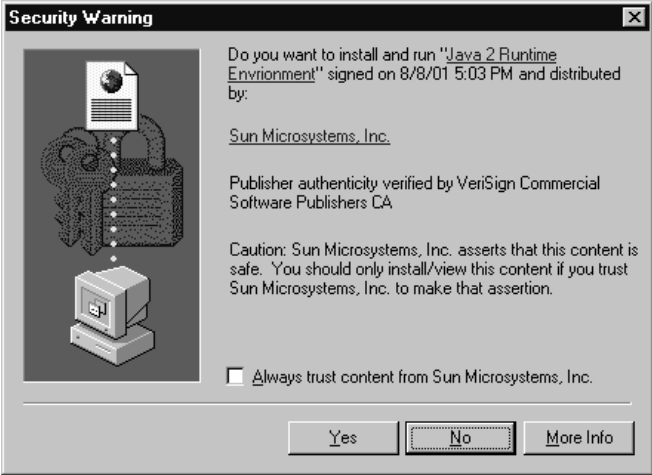 Security Warning
Do you want to install and run "Java 2 Runtime
Envrionment" signed on 8/8/01 5:03 PM and distributed
by:
Sun Microsystems, Inc.
Publisher authenticity verified by VeriSign Commercial
Software Publishers CA
Caution: Sun Microsystems, Inc. asserts that this content is
safe.  You should only install/view this content if you trust
Sun Microsystems, Inc. to make that assertion.
Always trust content from Sun Microsystems, Inc.
Yes
No
More Info